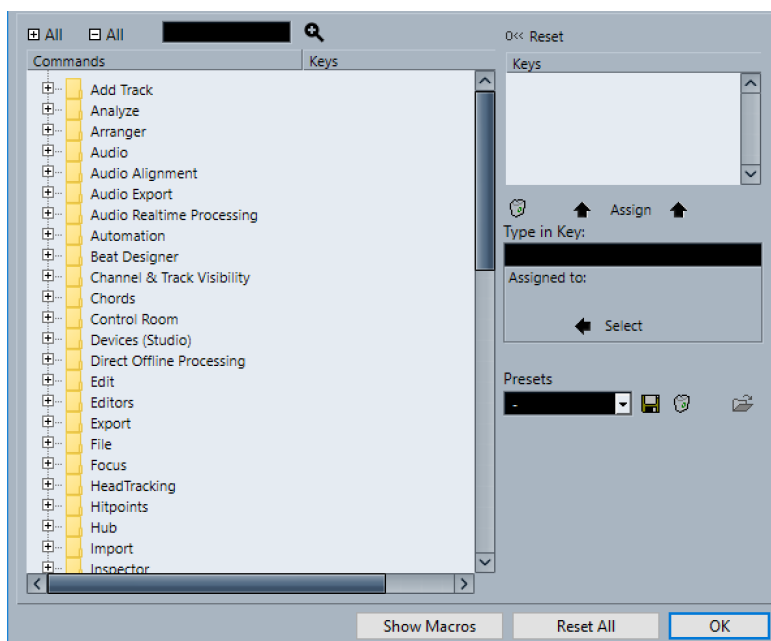 All All
0<< Reset
Commands Keys
Keys
Add Track
Analyze
Arranger
Audio
Audio Alignment
Audio Export
Audio Realtime Processing
Automation
Beat Designer
Channel & Track Visibility
Chords
Control Room
Devices (Studio)
Direct Offline Processing
Edit
Editors
Export
File
Focus
HeadTracking
Hitpoints
Hub
Import
Inspector
Assign
Type in Key:
Assigned to:
Select
Presets
-
Show Macros Reset All OK